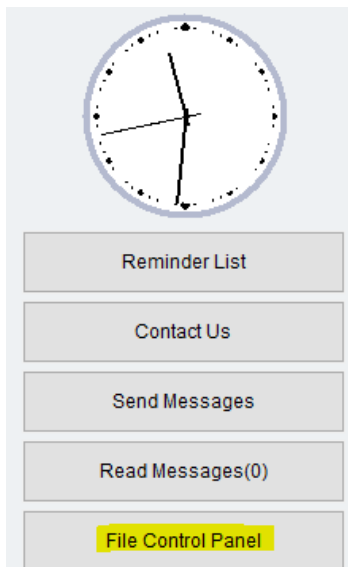 Reminder List
Contact Us
Send Messages
Read Messages(0)
File Control Panel